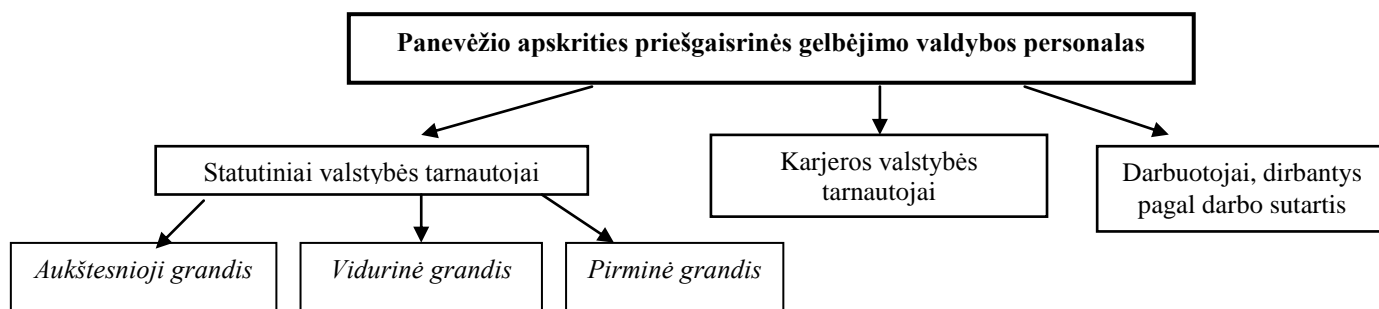 Panevėžio apskrities priešgaisrinės gelbėjimo valdybos personalas
Statutiniai valstybės tarnautojai
Karjeros valstybės
tarnautojai
Darbuotojai, dirbantys
pagal darbo sutartis
Aukštesnioji grandis
Vidurinė grandis
Pirminė grandis